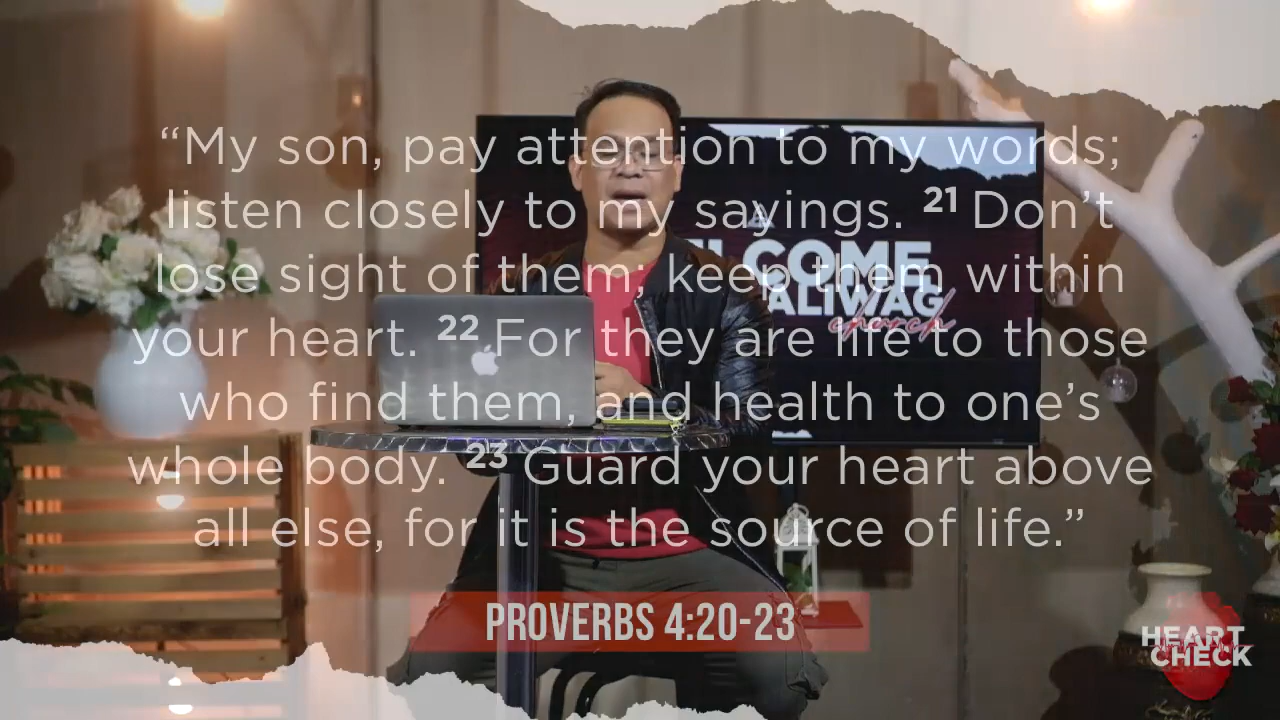 “My son, pay attention to my words;
listen closely to my sayings. 21 Don’t
lose sight of them; keep them within
your heart. 22 For they are life to those
who find them, and health to one’s
whole body. 23 Guard your heart above
all else, for it is the source of life.”
PROVERBS 4:20-23
COME
ALIWAG
church
HEART
CHECK